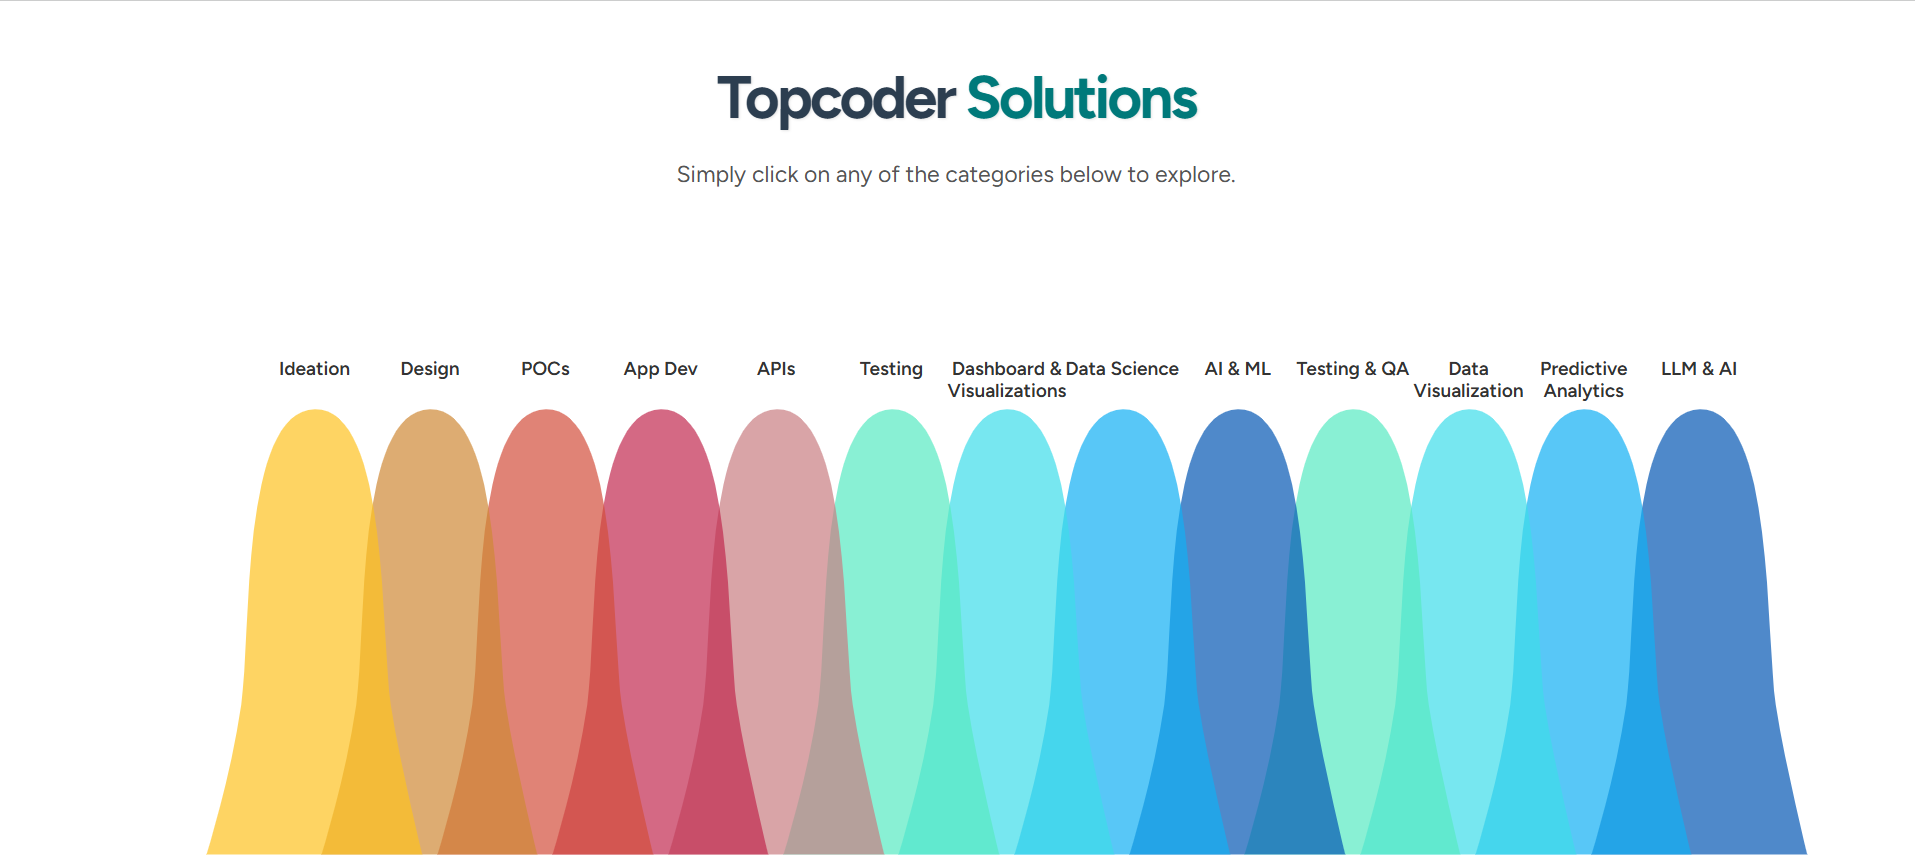 Topcoder Solutions
Simply click on any of the categories below to explore.
Ideation
Design
POCs
App Dev
APIs
Testing
Dashboard &
Visualizations
Data Science
AI & ML
Testing & QA
Data
Visualization
Predictive
Analytics
LLM & AI